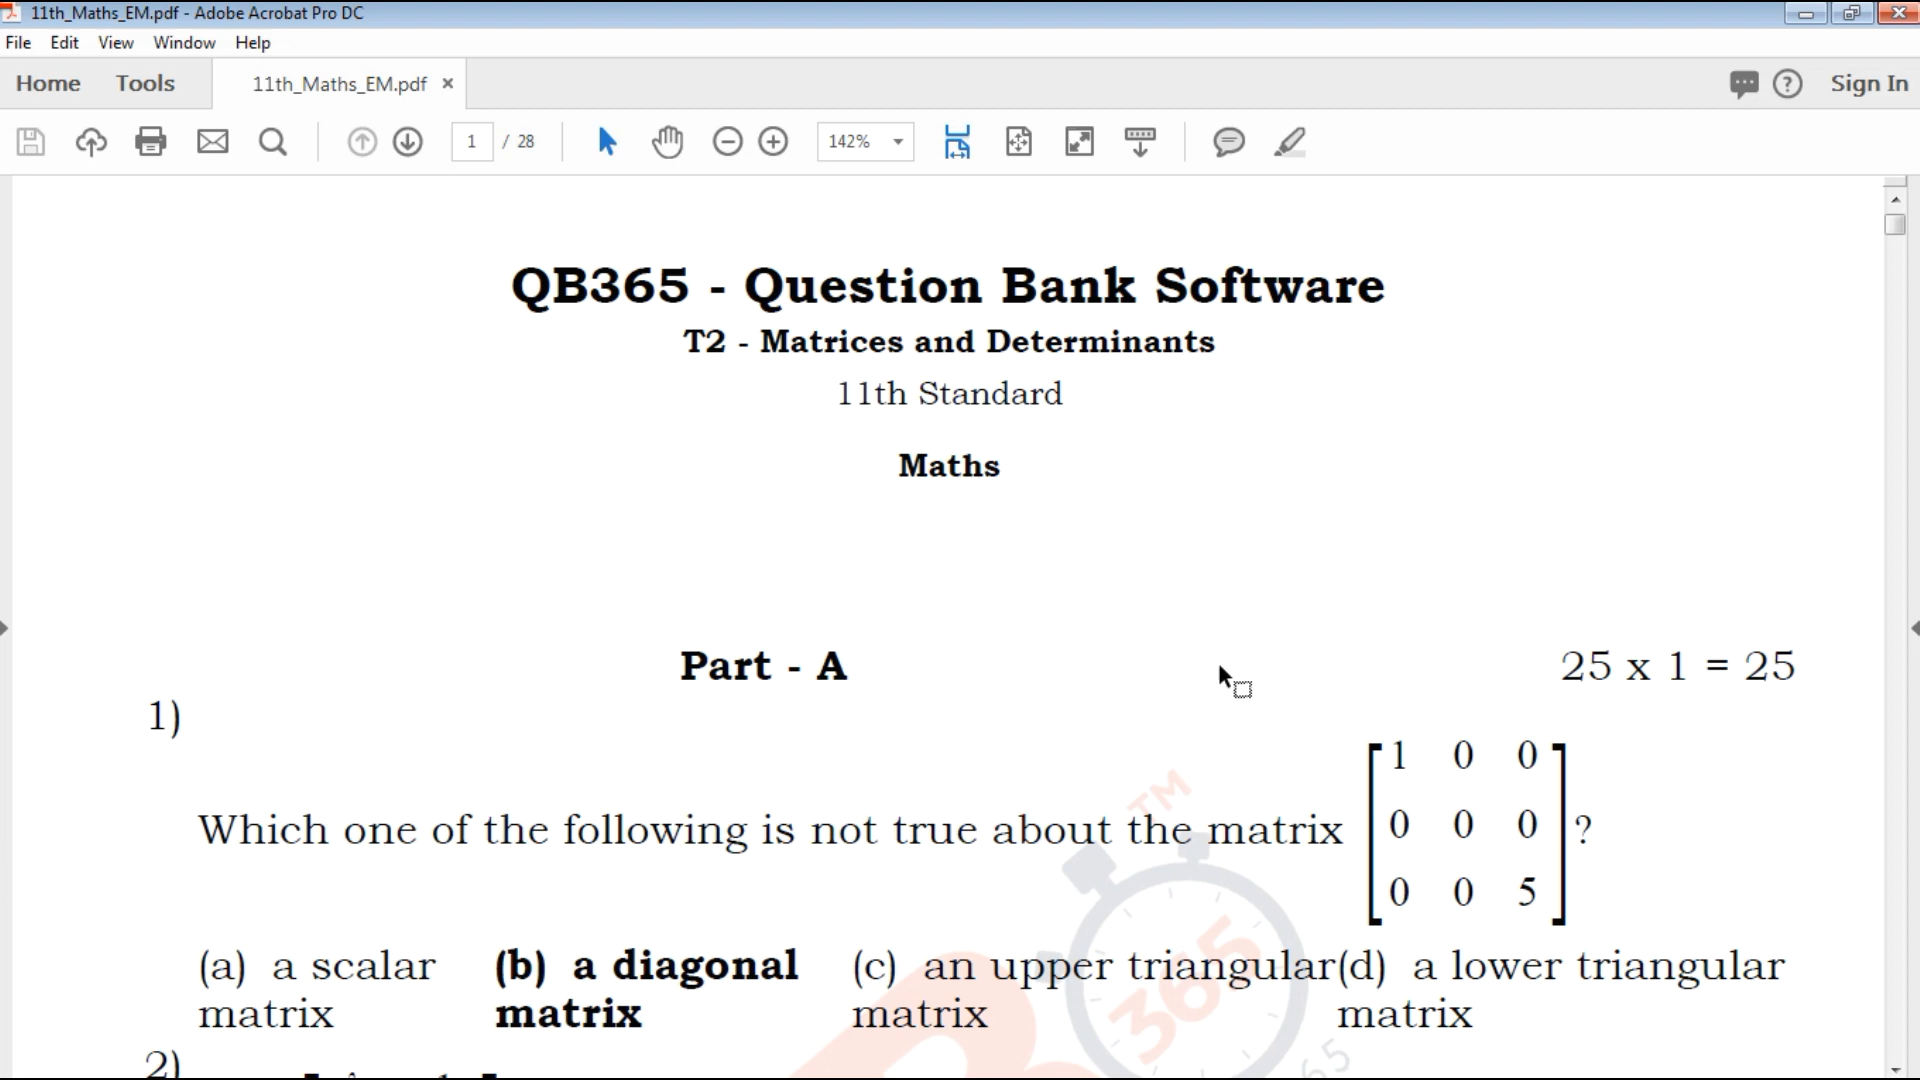 11th_Maths_EM.pdf - Adobe Acrobat Pro DC
File Edit View Window Help
Home Tools 11th_Maths_EM.pdf × Sign In
1 / 28 142%
QB365 - Question Bank Software
T2 - Matrices and Determinants
11th Standard
Maths
Part - A 25 x 1 = 25
1)
Which one of the following is not true about the matrix [1 0 0
0 0 0
0 0 5] ?
(a) a scalar matrix
(b) a diagonal matrix
(c) an upper triangular matrix
(d) a lower triangular matrix
2)
TM
365